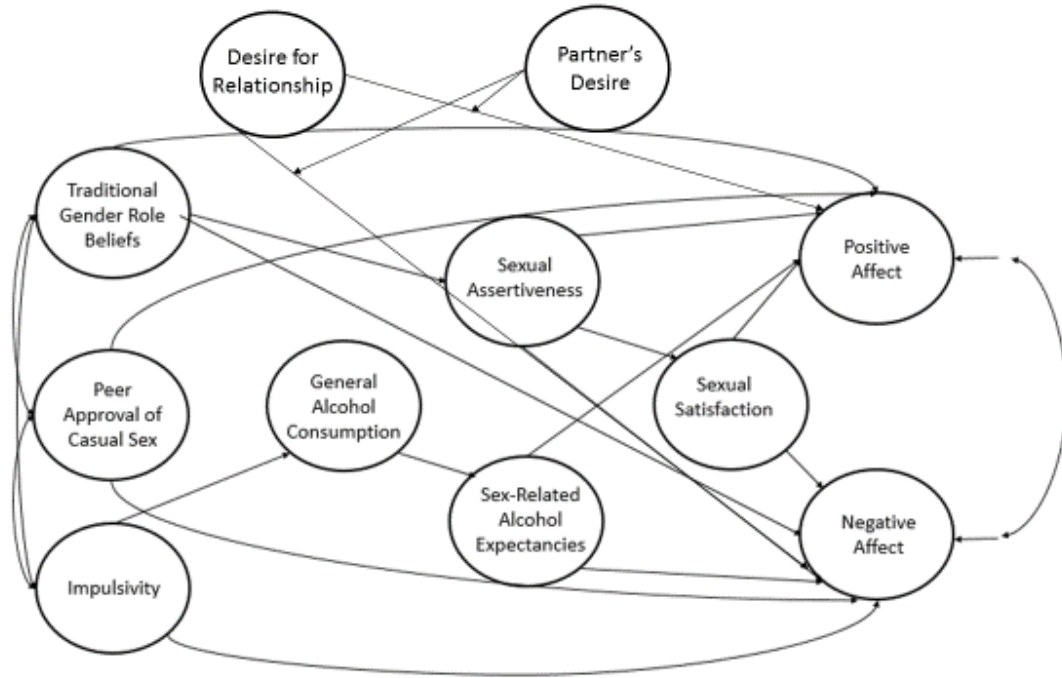 Desire for
Relationship
Partner's
Desire
Traditional
Gender Role
Beliefs
Sexual
Assertiveness
Positive
Affect
Peer
Approval of
Casual Sex
General
Alcohol
Consumption
Sexual
Satisfaction
Sex-Related
Alcohol
Expectancies
Negative
Affect
Impulsivity